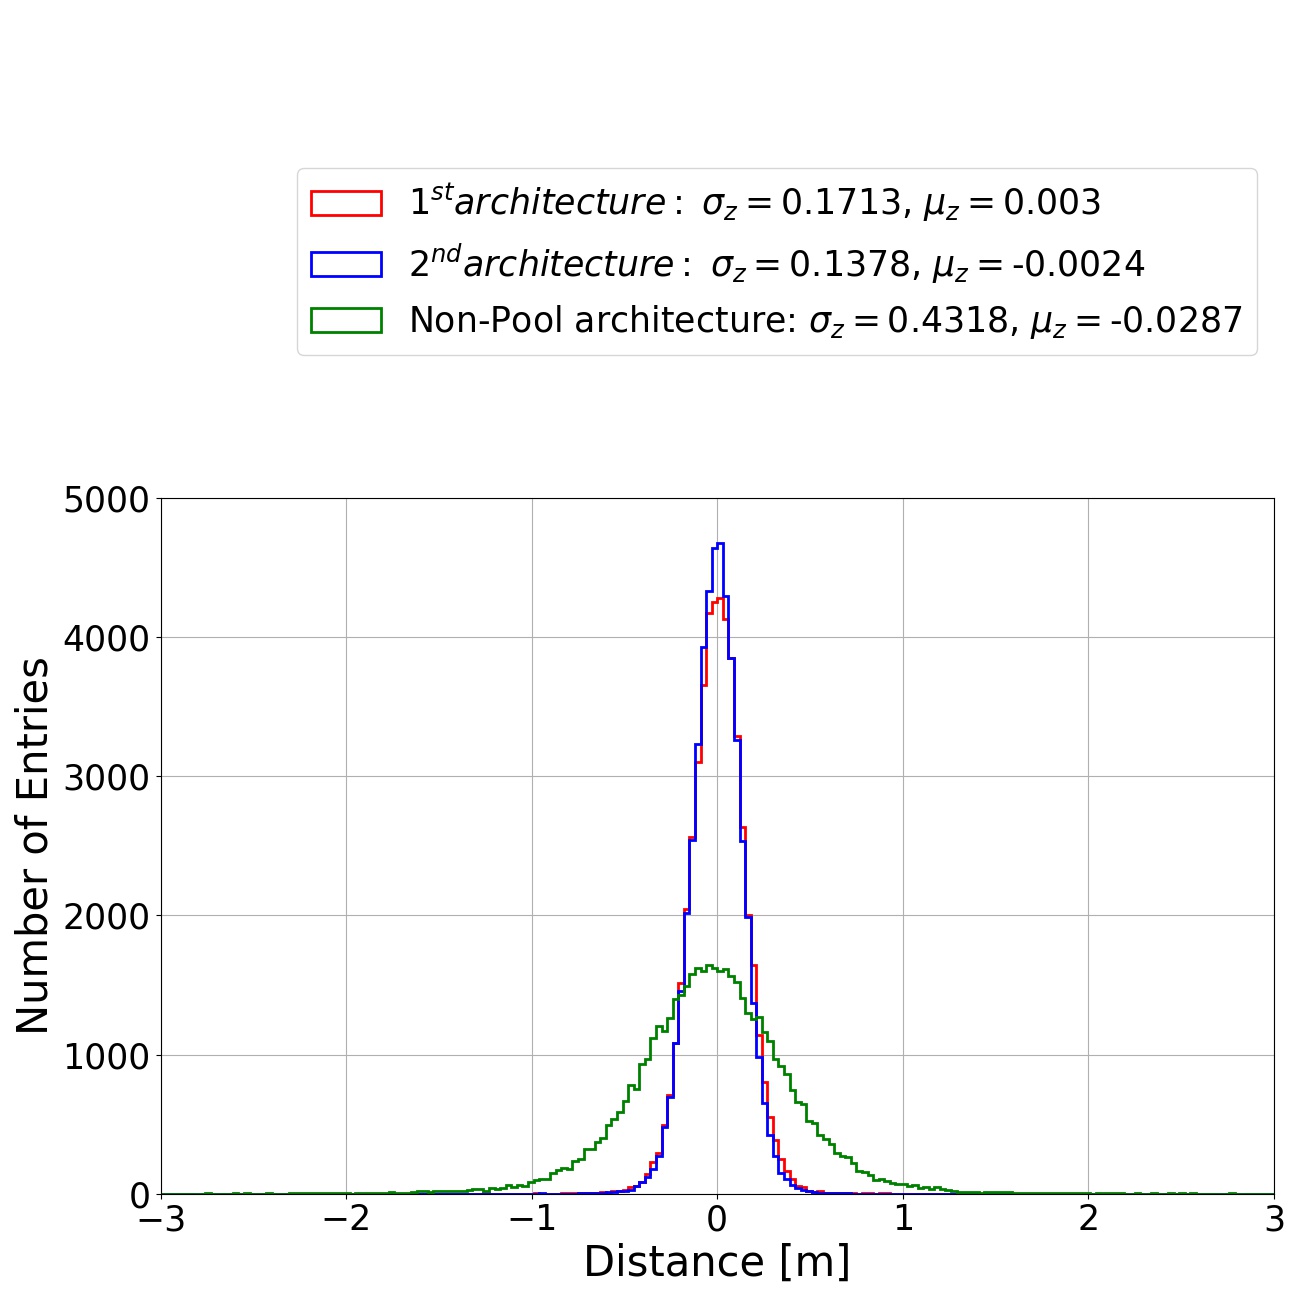 1^{st}architecture: σ_z = 0.1713, μ_z = 0.003
2^{nd}architecture: σ_z = 0.1378, μ_z = -0.0024
Non-Pool architecture: σ_z = 0.4318, μ_z = -0.0287
5000
4000
3000
2000
1000
0
Number of Entries
−3 −2 −1 0 1 2 3
Distance [m]